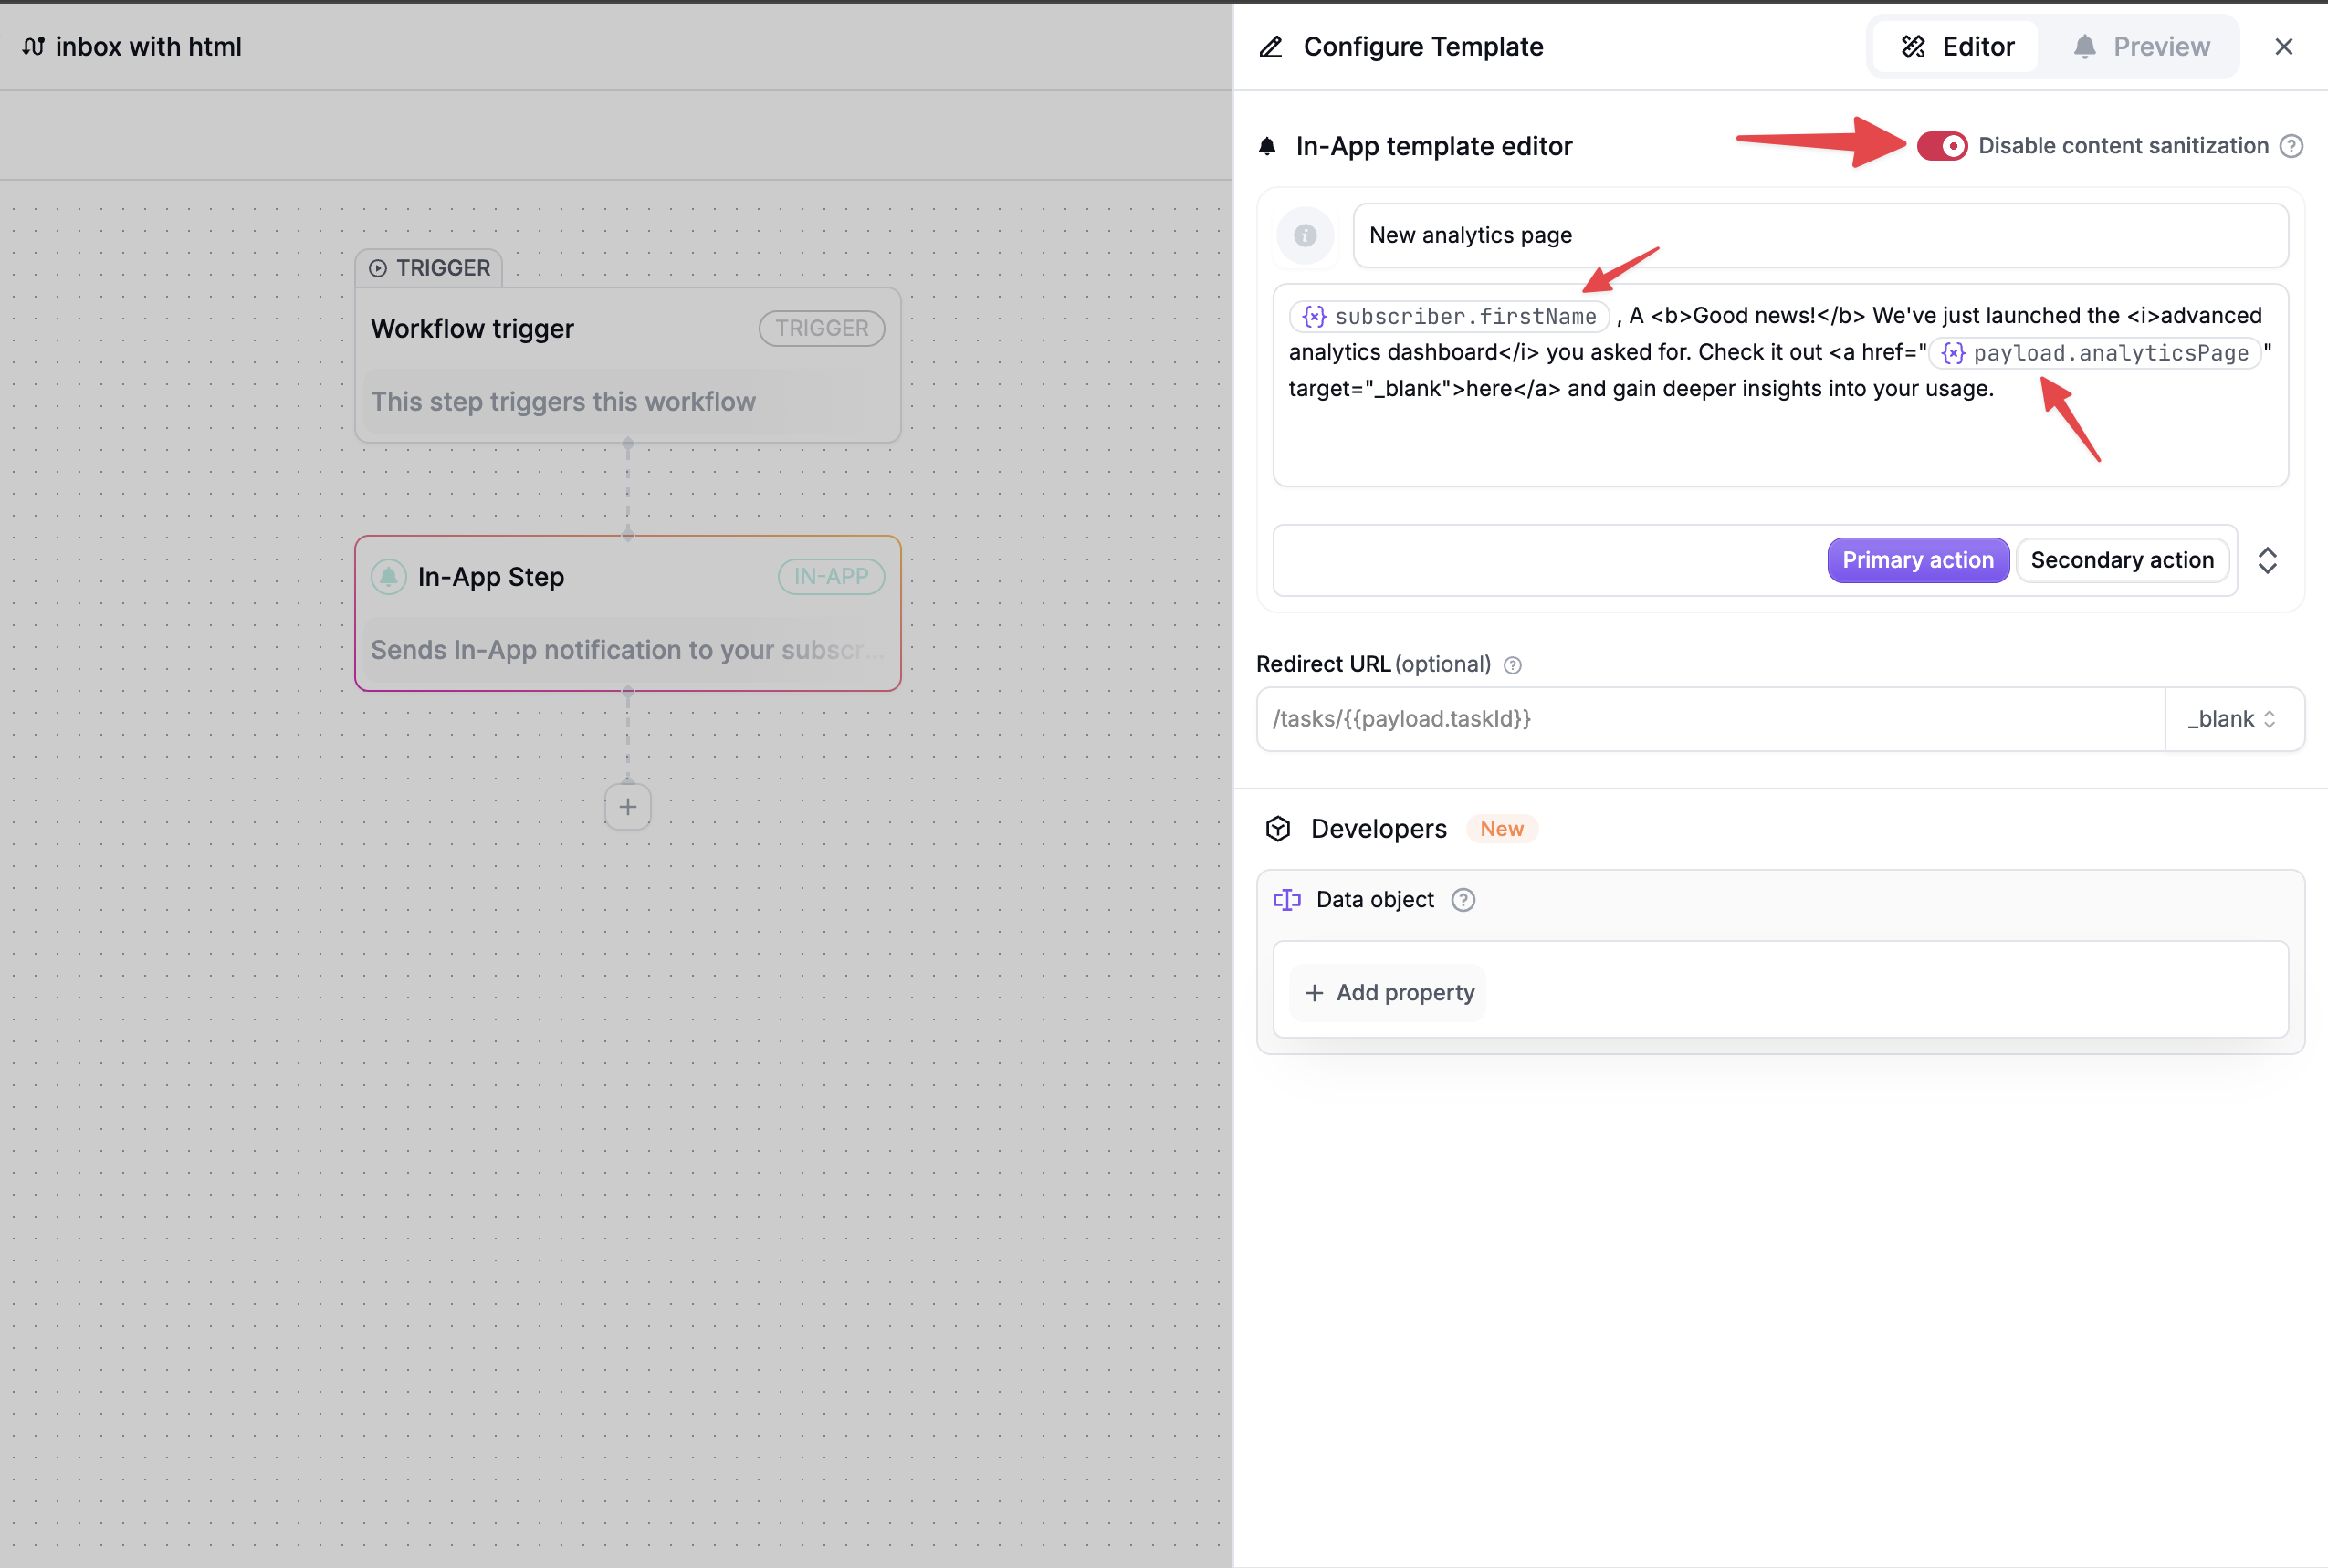 inbox with html
TRIGGER
Workflow trigger
TRIGGER
This step triggers this workflow
In-App Step
IN-APP
Sends In-App notification to your subscr...
Configure Template
Editor
Preview
In-App template editor
Disable content sanitization
New analytics page
{x} subscriber.firstName , A <b>Good news!</b> We've just launched the <i>advanced
analytics dashboard</i> you asked for. Check it out <a href="{x} payload.analyticsPage"
target="_blank">here</a> and gain deeper insights into your usage.
Primary action
Secondary action
Redirect URL (optional)
/tasks/{{payload.taskId}}
_blank
Developers
New
Data object
+ Add property